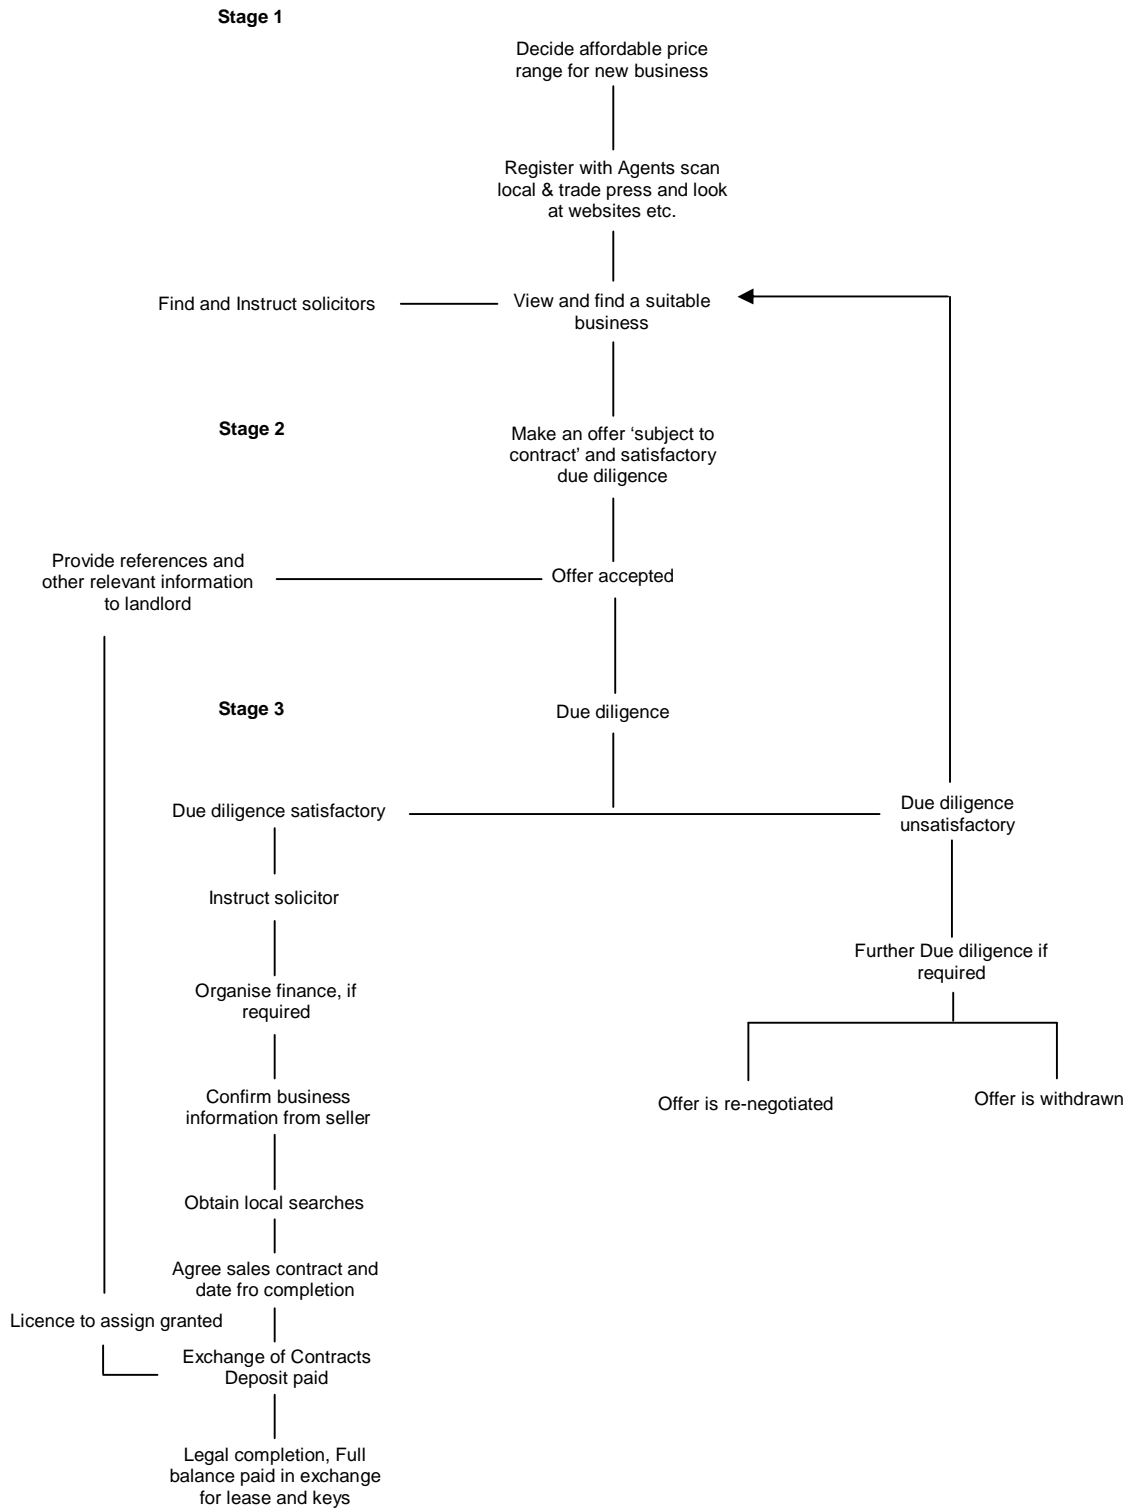 Stage 1
Decide affordable price
range for new business
Register with Agents scan
local & trade press and look
at websites etc.
Find and Instruct solicitors
View and find a suitable
business
Stage 2
Make an offer ‘subject to
contract’ and satisfactory
due diligence
Provide references and
other relevant information
to landlord
Offer accepted
Stage 3
Due diligence
Due diligence satisfactory
Due diligence
unsatisfactory
Instruct solicitor
Further Due diligence if
required
Organise finance, if
required
Confirm business
information from seller
Offer is re-negotiated
Offer is withdrawn
Obtain local searches
Agree sales contract and
date fro completion
Licence to assign granted
Exchange of Contracts
Deposit paid
Legal completion, Full
balance paid in exchange
for lease and keys